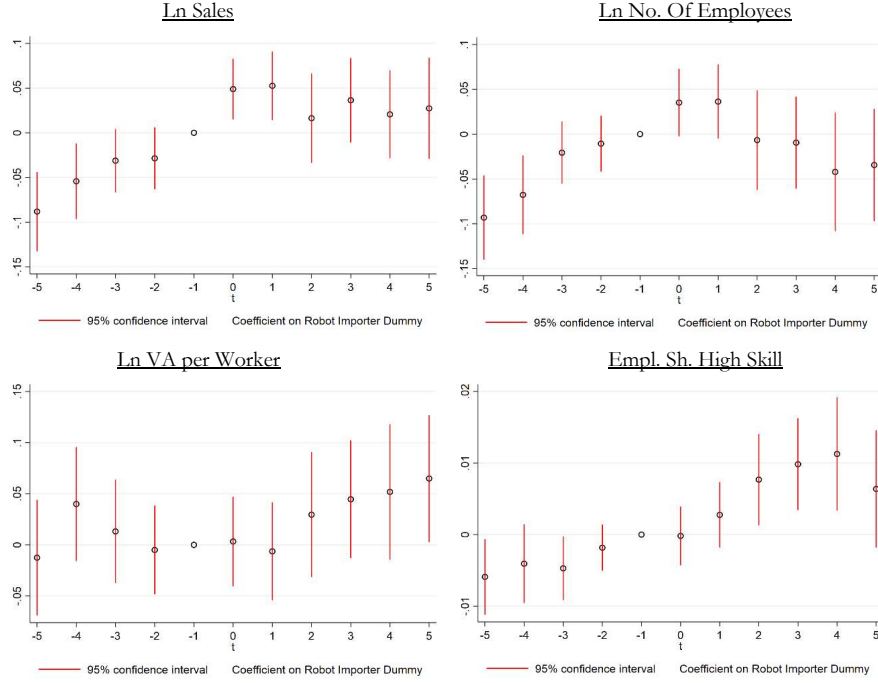 Ln Sales
.1
.05
0
-.05
-.1
-.15
-5 -4 -3 -2 -1 0 1 2 3 4 5
t
95% confidence interval Coefficient on Robot Importer Dummy
Ln No. Of Employees
.1
.05
0
-.05
-.1
-.15
-5 -4 -3 -2 -1 0 1 2 3 4 5
t
95% confidence interval Coefficient on Robot Importer Dummy
Ln VA per Worker
.15
.1
.05
0
-.05
-5 -4 -3 -2 -1 0 1 2 3 4 5
t
95% confidence interval Coefficient on Robot Importer Dummy
Empl. Sh. High Skill
.02
.01
0
-.01
-5 -4 -3 -2 -1 0 1 2 3 4 5
t
95% confidence interval Coefficient on Robot Importer Dummy